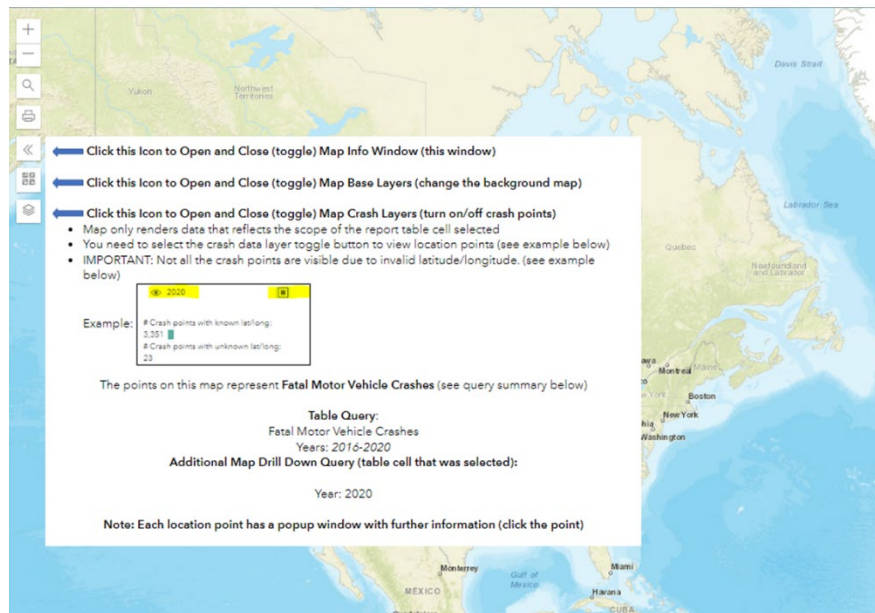 Davis Strait
Yukon
Northwest
Territories
Click this Icon to Open and Close (toggle) Map Info Window (this window)
Click this Icon to Open and Close (toggle) Map Base Layers (change the background map)
Click this Icon to Open and Close (toggle) Map Crash Layers (turn on/off crash points)
• Map only renders data that reflects the scope of the report table cell selected
• You need to select the crash data layer toggle button to view location points (see example below)
• IMPORTANT: Not all the crash points are visible due to invalid latitude/longitude. (see example
below)
Labrador Sea
Quebec
Newfoundland
and Labrador
2020
Example:
# Crash points with known lat/long:
3,351
# Crash points with unknown lat/long:
23
The points on this map represent Fatal Motor Vehicle Crashes (see query summary below)
Table Query:
Fatal Motor Vehicle Crashes
Years: 2016-2020
Additional Map Drill Down Query (table cell that was selected):
Year: 2020
Note: Each location point has a popup window with further information (click the point)
Montreal
Maine
Boston
New York
Washington
Monterrey
Gulf of
Mexico
Miami
MÉXICO
Havana
CUBA